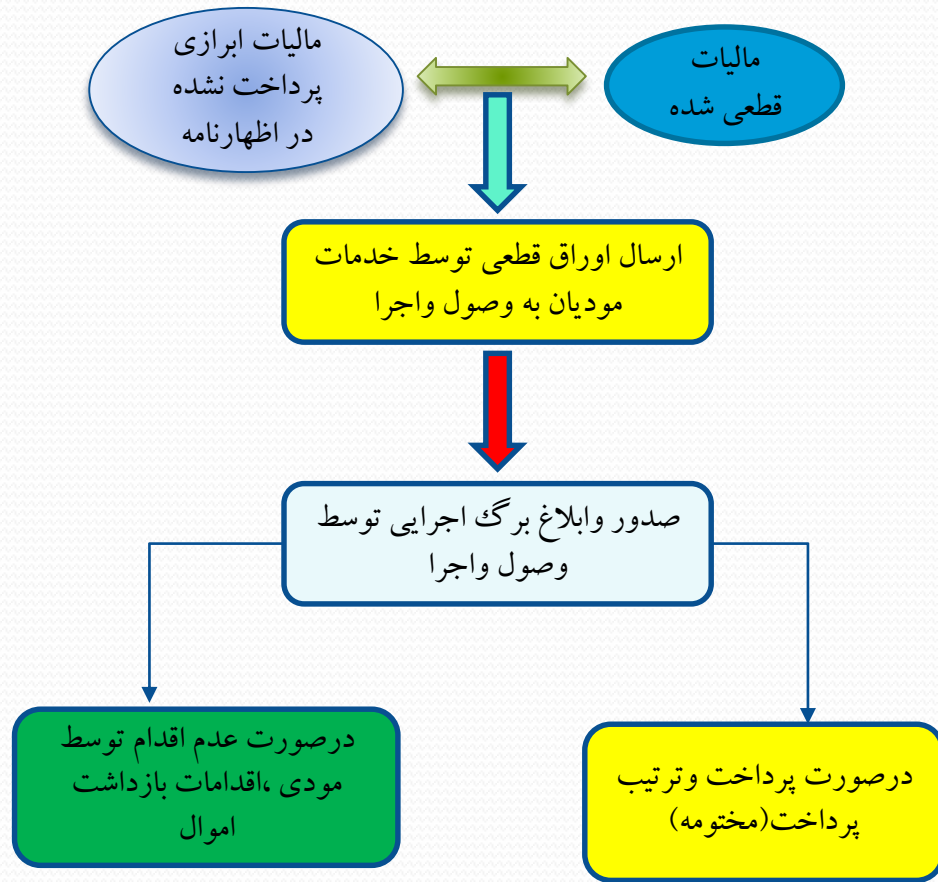 مالیات
قطعی شده
مالیات ابرازی
پرداخت نشده
در اظهارنامه
ارسال اوراق قطعی توسط خدمات
مودیان به وصول واجرا
صدور وابلاغ برگ اجرایی توسط
وصول واجرا
درصورت پرداخت وترتیب
پرداخت(مختومه)
درصورت عدم اقدام توسط
مودی ،اقدامات بازداشت
اموال